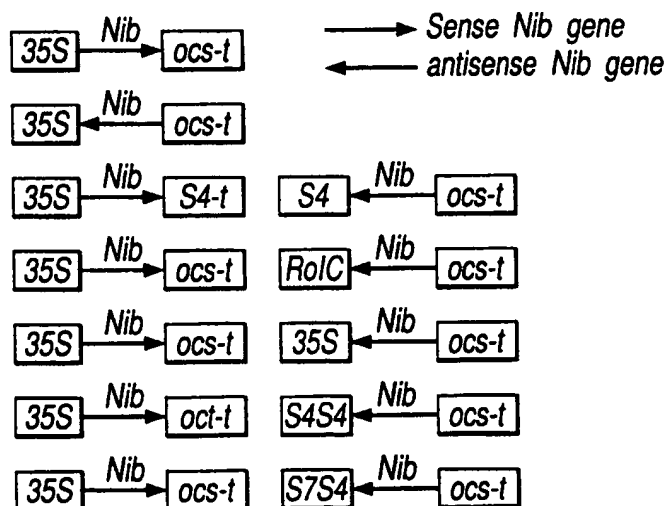 Nib
35S ocs-t
Sense Nib gene
antisense Nib gene
Nib
35S ocs-t
Nib Nib
35S S4-t S4 ocs-t
Nib Nib
35S ocs-t RolC ocs-t
Nib Nib
35S ocs-t 35S ocs-t
Nib Nib
35S oct-t S4S4 ocs-t
Nib Nib
35S ocs-t S7S4 ocs-t